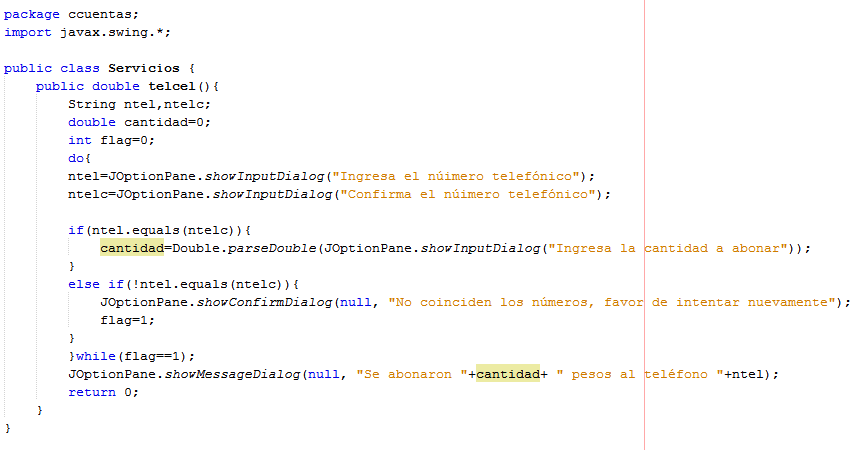 package ccuentas;
import javax.swing.*;
public class Servicios {
public double telcel(){
String ntel,ntelc;
double cantidad=0;
int flag=0;
do{
ntel=JOptionPane.showInputDialog("Ingresa el núimero telefónico");
ntelc=JOptionPane.showInputDialog("Confirma el núimero telefónico");
if(ntel.equals(ntelc)){
cantidad=Double.parseDouble(JOptionPane.showInputDialog("Ingresa la cantidad a abonar"));
}
else if(!ntel.equals(ntelc)){
JOptionPane.showConfirmDialog(null, "No coinciden los números, favor de intentar nuevamente");
flag=1;
}
}while(flag==1);
JOptionPane.showMessageDialog(null, "Se abonaron "+cantidad+ " pesos al teléfono "+ntel);
return 0;
}
}